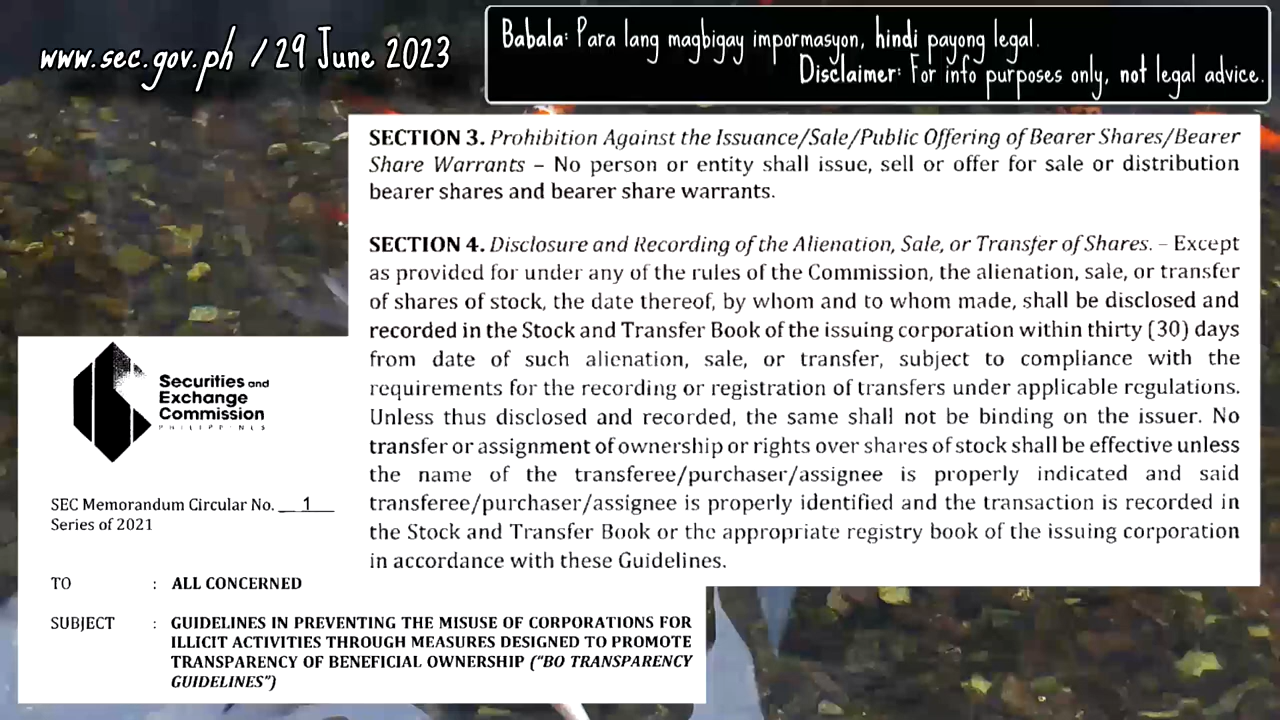 www.sec.gov.ph / 29 June 2023
Babala: Para lang magbigay impormasyon, hindi payong legal.
Disclaimer: For info purposes only, not legal advice.
SECTION 3. Prohibition Against the Issuance/Sale/Public Offering of Bearer Shares/Bearer
Share Warrants – No person or entity shall issue, sell or offer for sale or distribution
bearer shares and bearer share warrants.
SECTION 4. Disclosure and Recording of the Alienation, Sale, or Transfer of Shares. – Except
as provided for under any of the rules of the Commission, the alienation, sale, or transfer
of shares of stock, the date thereof, by whom and to whom made, shall be disclosed and
recorded in the Stock and Transfer Book of the issuing corporation within thirty (30) days
from date of such alienation, sale, or transfer, subject to compliance with the
requirements for the recording or registration of transfers under applicable regulations.
Unless thus disclosed and recorded, the same shall not be binding on the issuer. No
transfer or assignment of ownership or rights over shares of stock shall be effective unless
the name of the transferee/purchaser/assignee is properly indicated and said
transferee/purchaser/assignee is properly identified and the transaction is recorded in
the Stock and Transfer Book or the appropriate registry book of the issuing corporation
in accordance with these Guidelines.
Securities and
Exchange
Commission
PHILIPPINES
SEC Memorandum Circular No. 1
Series of 2021
TO : ALL CONCERNED
SUBJECT : GUIDELINES IN PREVENTING THE MISUSE OF CORPORATIONS FOR
ILLICIT ACTIVITIES THROUGH MEASURES DESIGNED TO PROMOTE
TRANSPARENCY OF BENEFICIAL OWNERSHIP ("BO TRANSPARENCY
GUIDELINES")